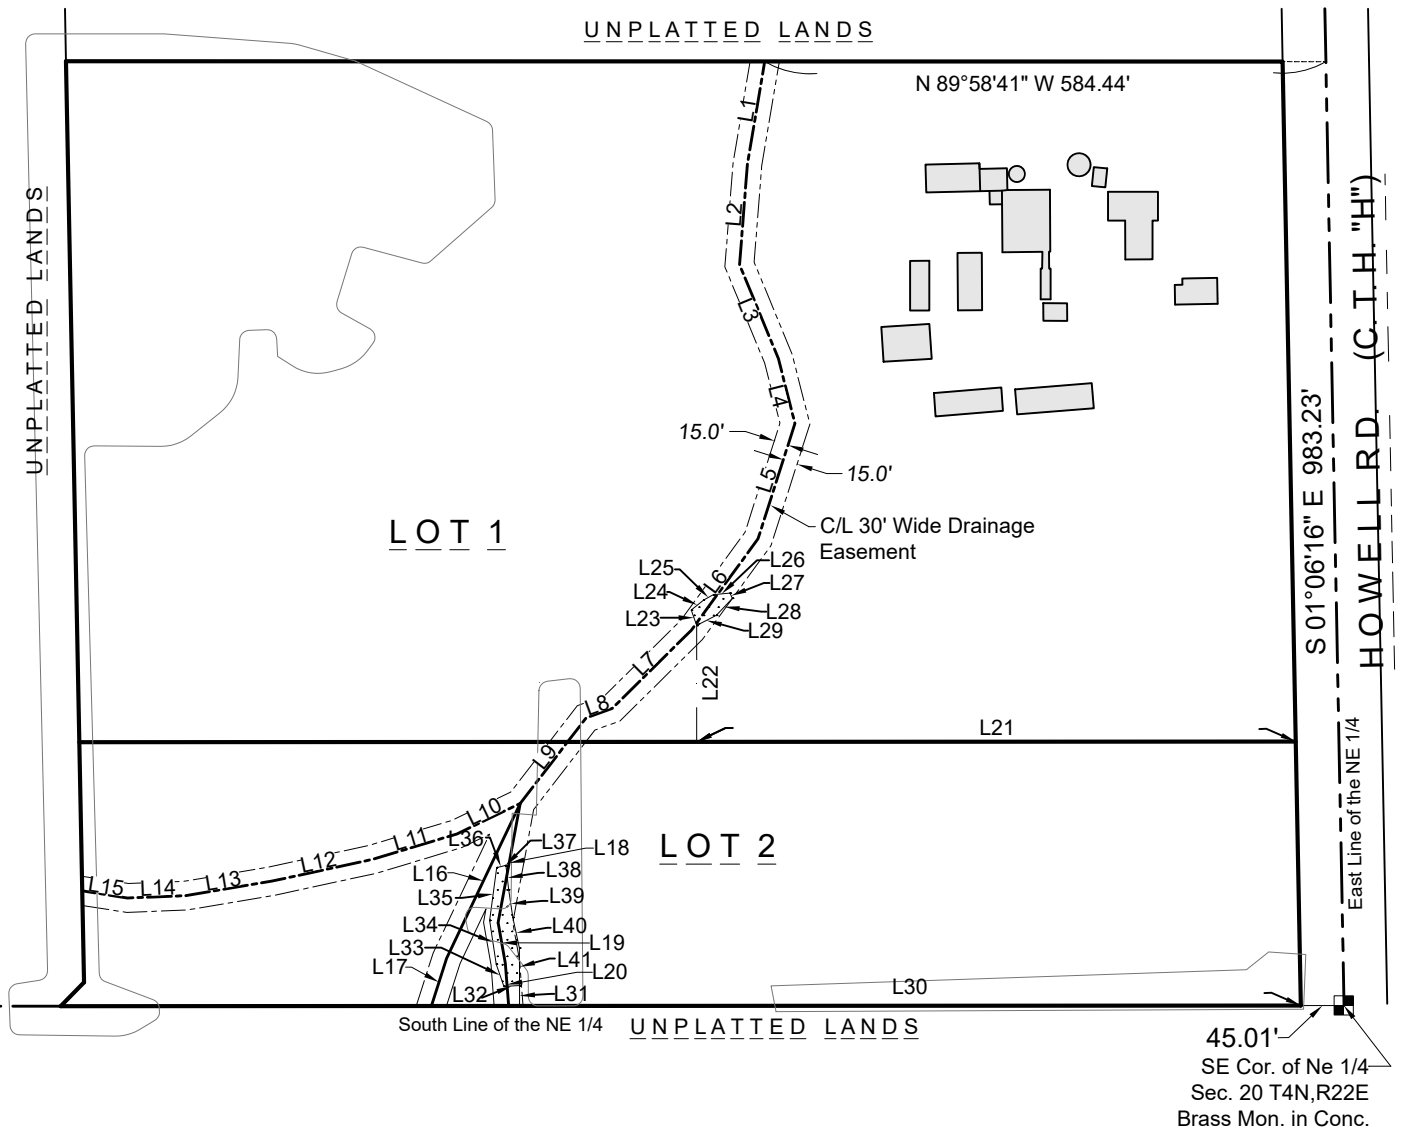 UNPLATTED LANDS
N 89°58'41" W 584.44'
L1
L2
L3
L4
L5
15.0'
15.0'
UNPLATTED LANDS
HOWELL RD. (C.T.H. "H")
S 01°06'16" E 983.23'
East Line of the NE 1/4
LOT 1
C/L 30' Wide Drainage
Easement
L6
L25
L26
L24
L27
L23
L28
L29
L7
L22
L8
L21
L9
L10
L11
L12
L13
L14
L15
LOT 2
L36
L37
L18
L16
L38
L35
L39
L34
L40
L33
L19
L17
L41
L20
L32
L31
L30
South Line of the NE 1/4
UNPLATTED LANDS
45.01'
SE Cor. of Ne 1/4
Sec. 20 T4N,R22E
Brass Mon. in Conc.